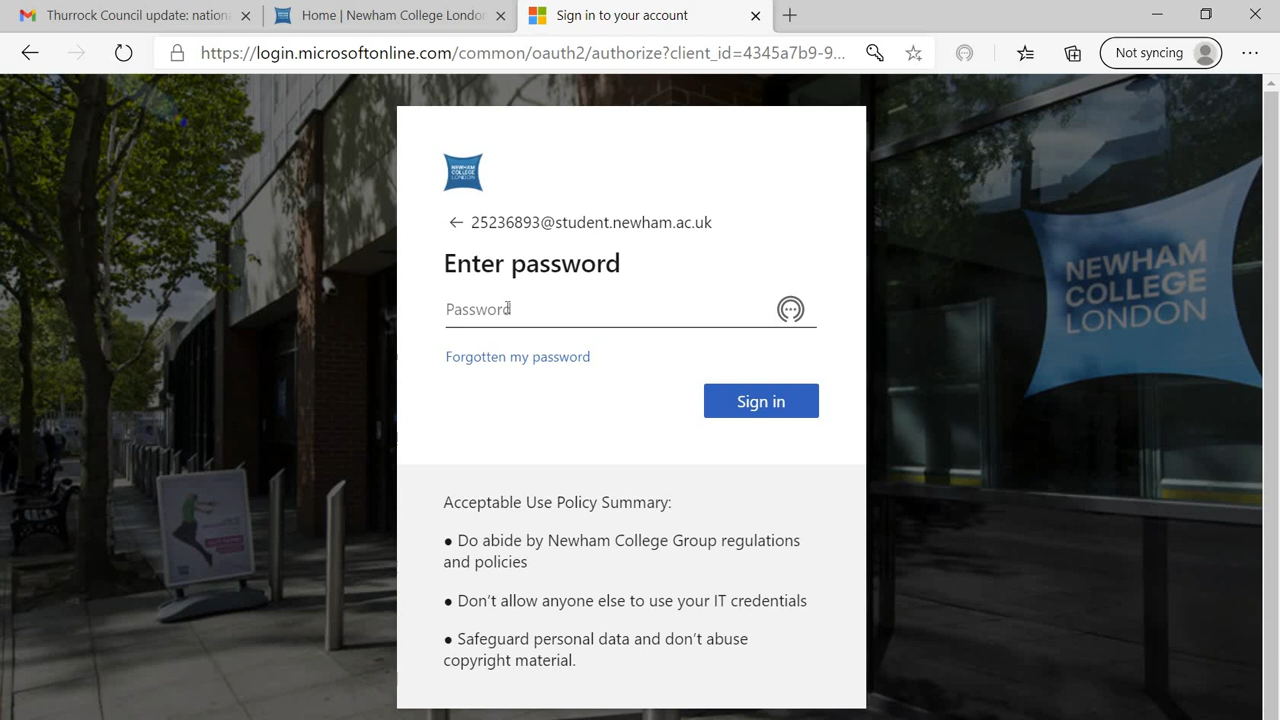 Thurrock Council update: nation
Home | Newham College London
Sign in to your account
https://login.microsoftonline.com/common/oauth2/authorize?client_id=4345a7b9-9...
Not syncing
NEWHAM
COLLEGE
LONDON
25236893@student.newham.ac.uk
Enter password
Password
Forgotten my password
Sign in
Acceptable Use Policy Summary:
● Do abide by Newham College Group regulations
and policies
● Don't allow anyone else to use your IT credentials
● Safeguard personal data and don't abuse
copyright material.
NEWHAM
COLLEGE
LONDON